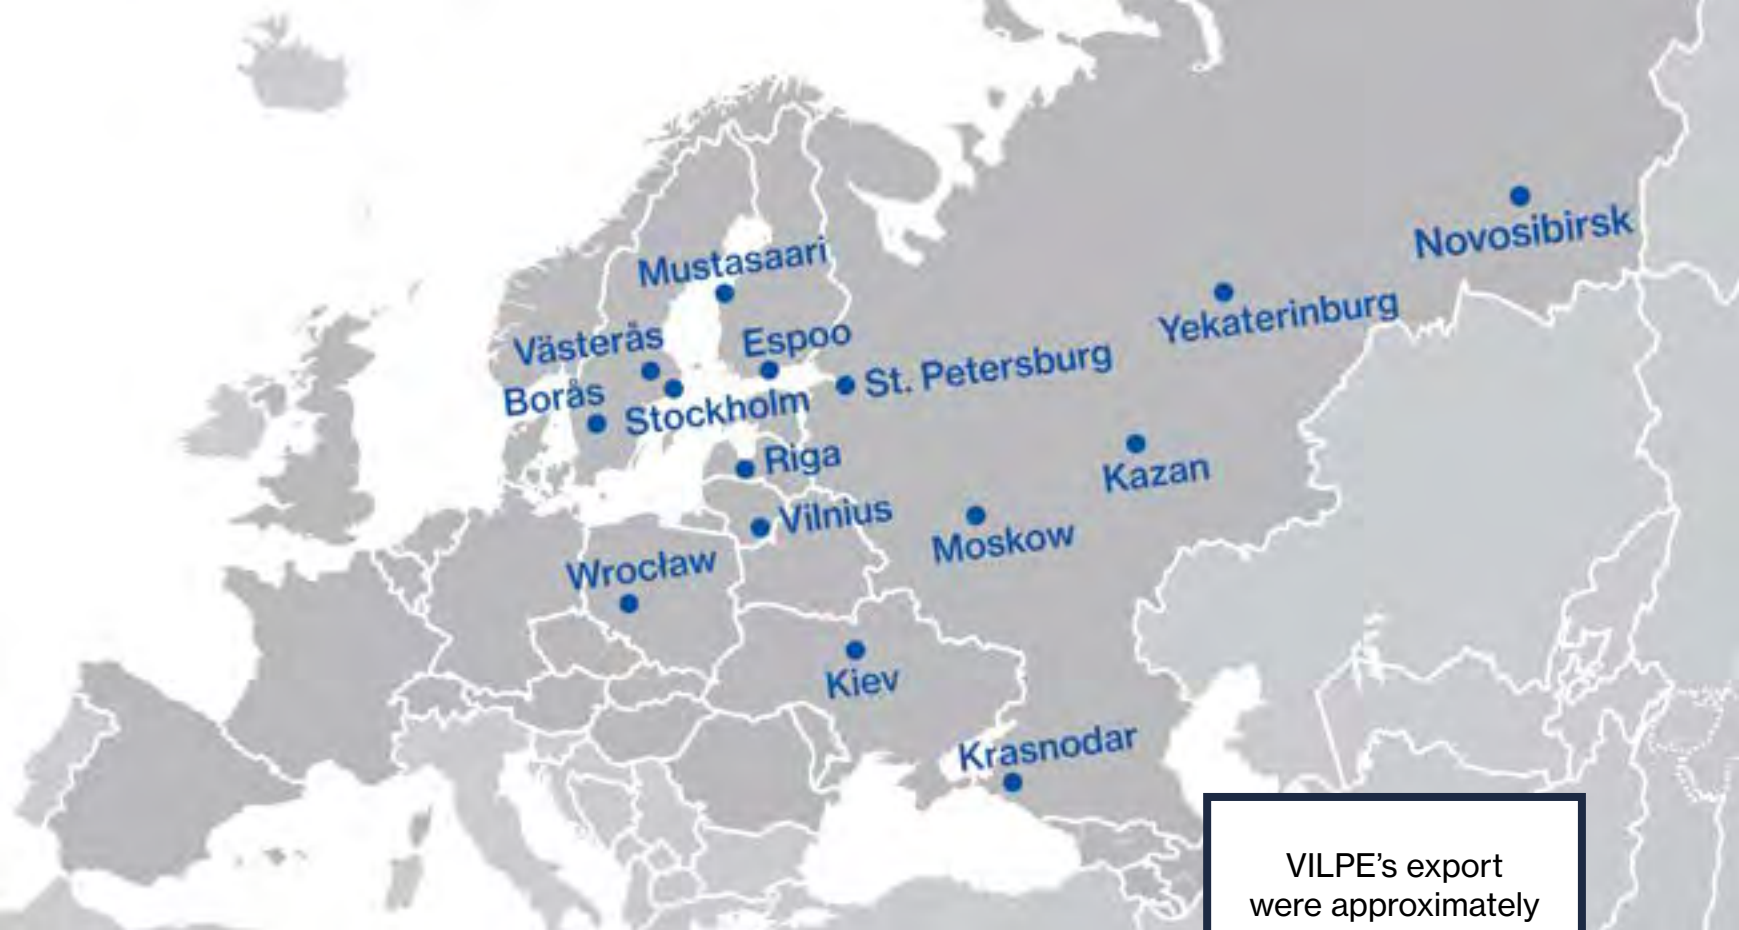 Novosibirsk
Mustasaari
Yekaterinburg
Västerås
Espoo
St. Petersburg
Borås
Stockholm
Riga
Kazan
Vilnius
Moskow
Wrocław
Kiev
Krasnodar
VILPE’s export
were approximately